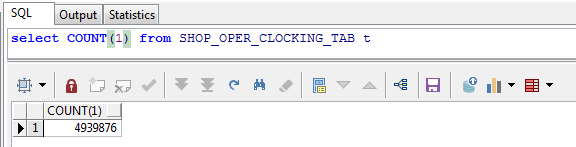 SQL Output Statistics
select COUNT(1) from SHOP_OPER_CLOCKING_TAB t
COUNT(1)
1 4939876